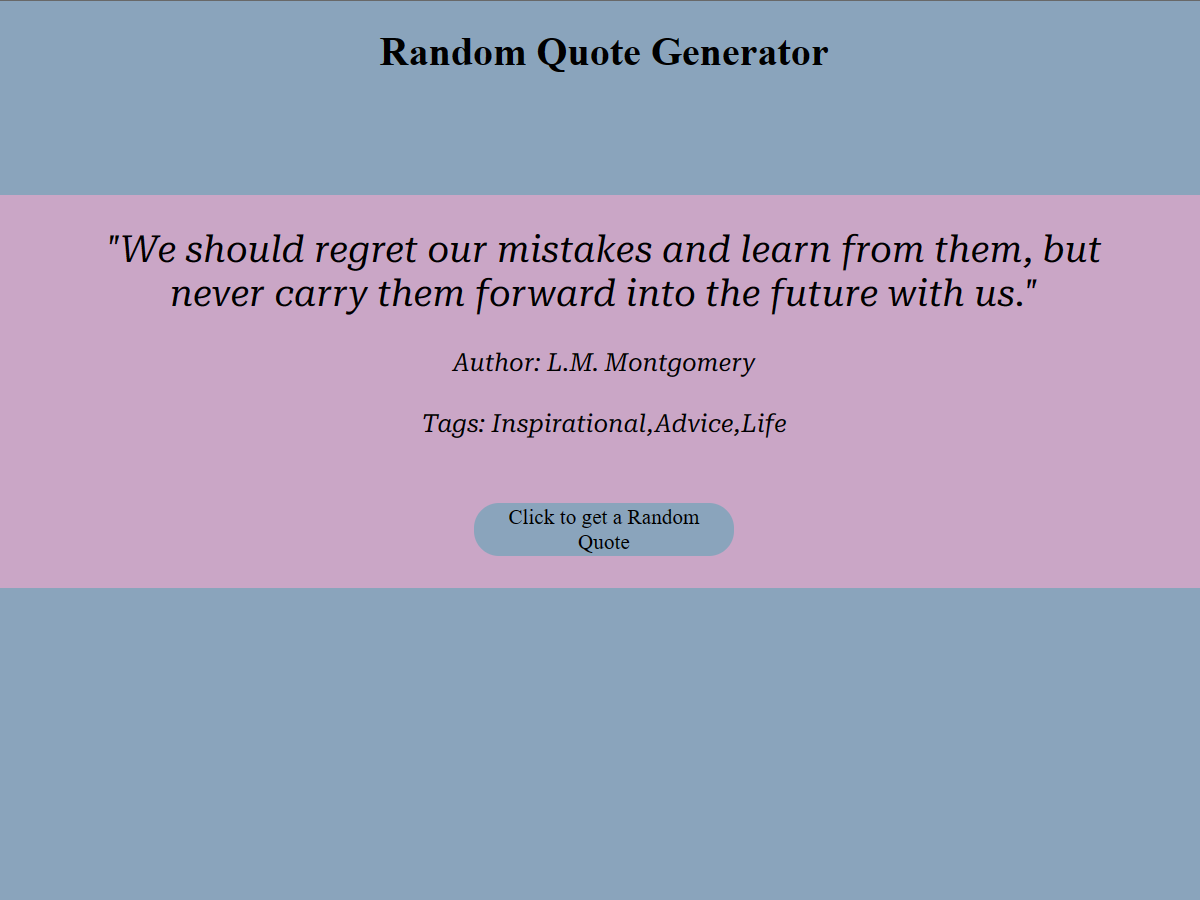 Random Quote Generator
"We should regret our mistakes and learn from them, but
never carry them forward into the future with us."
Author: L.M. Montgomery
Tags: Inspirational,Advice,Life
Click to get a Random
Quote